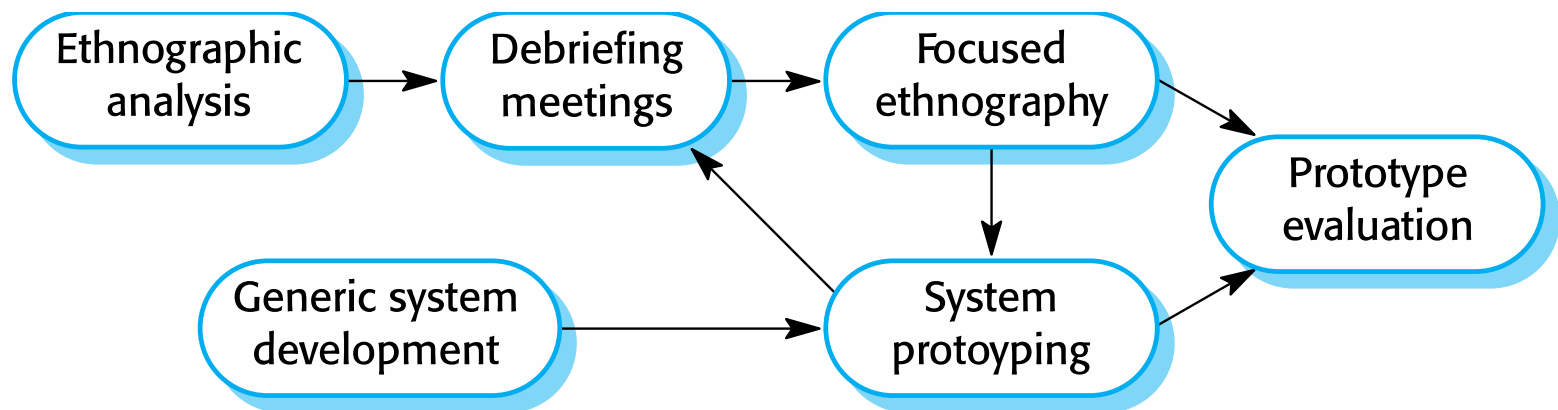 Ethnographic
analysis
Debriefing
meetings
Focused
ethnography
Prototype
evaluation
Generic system
development
System
protoyping